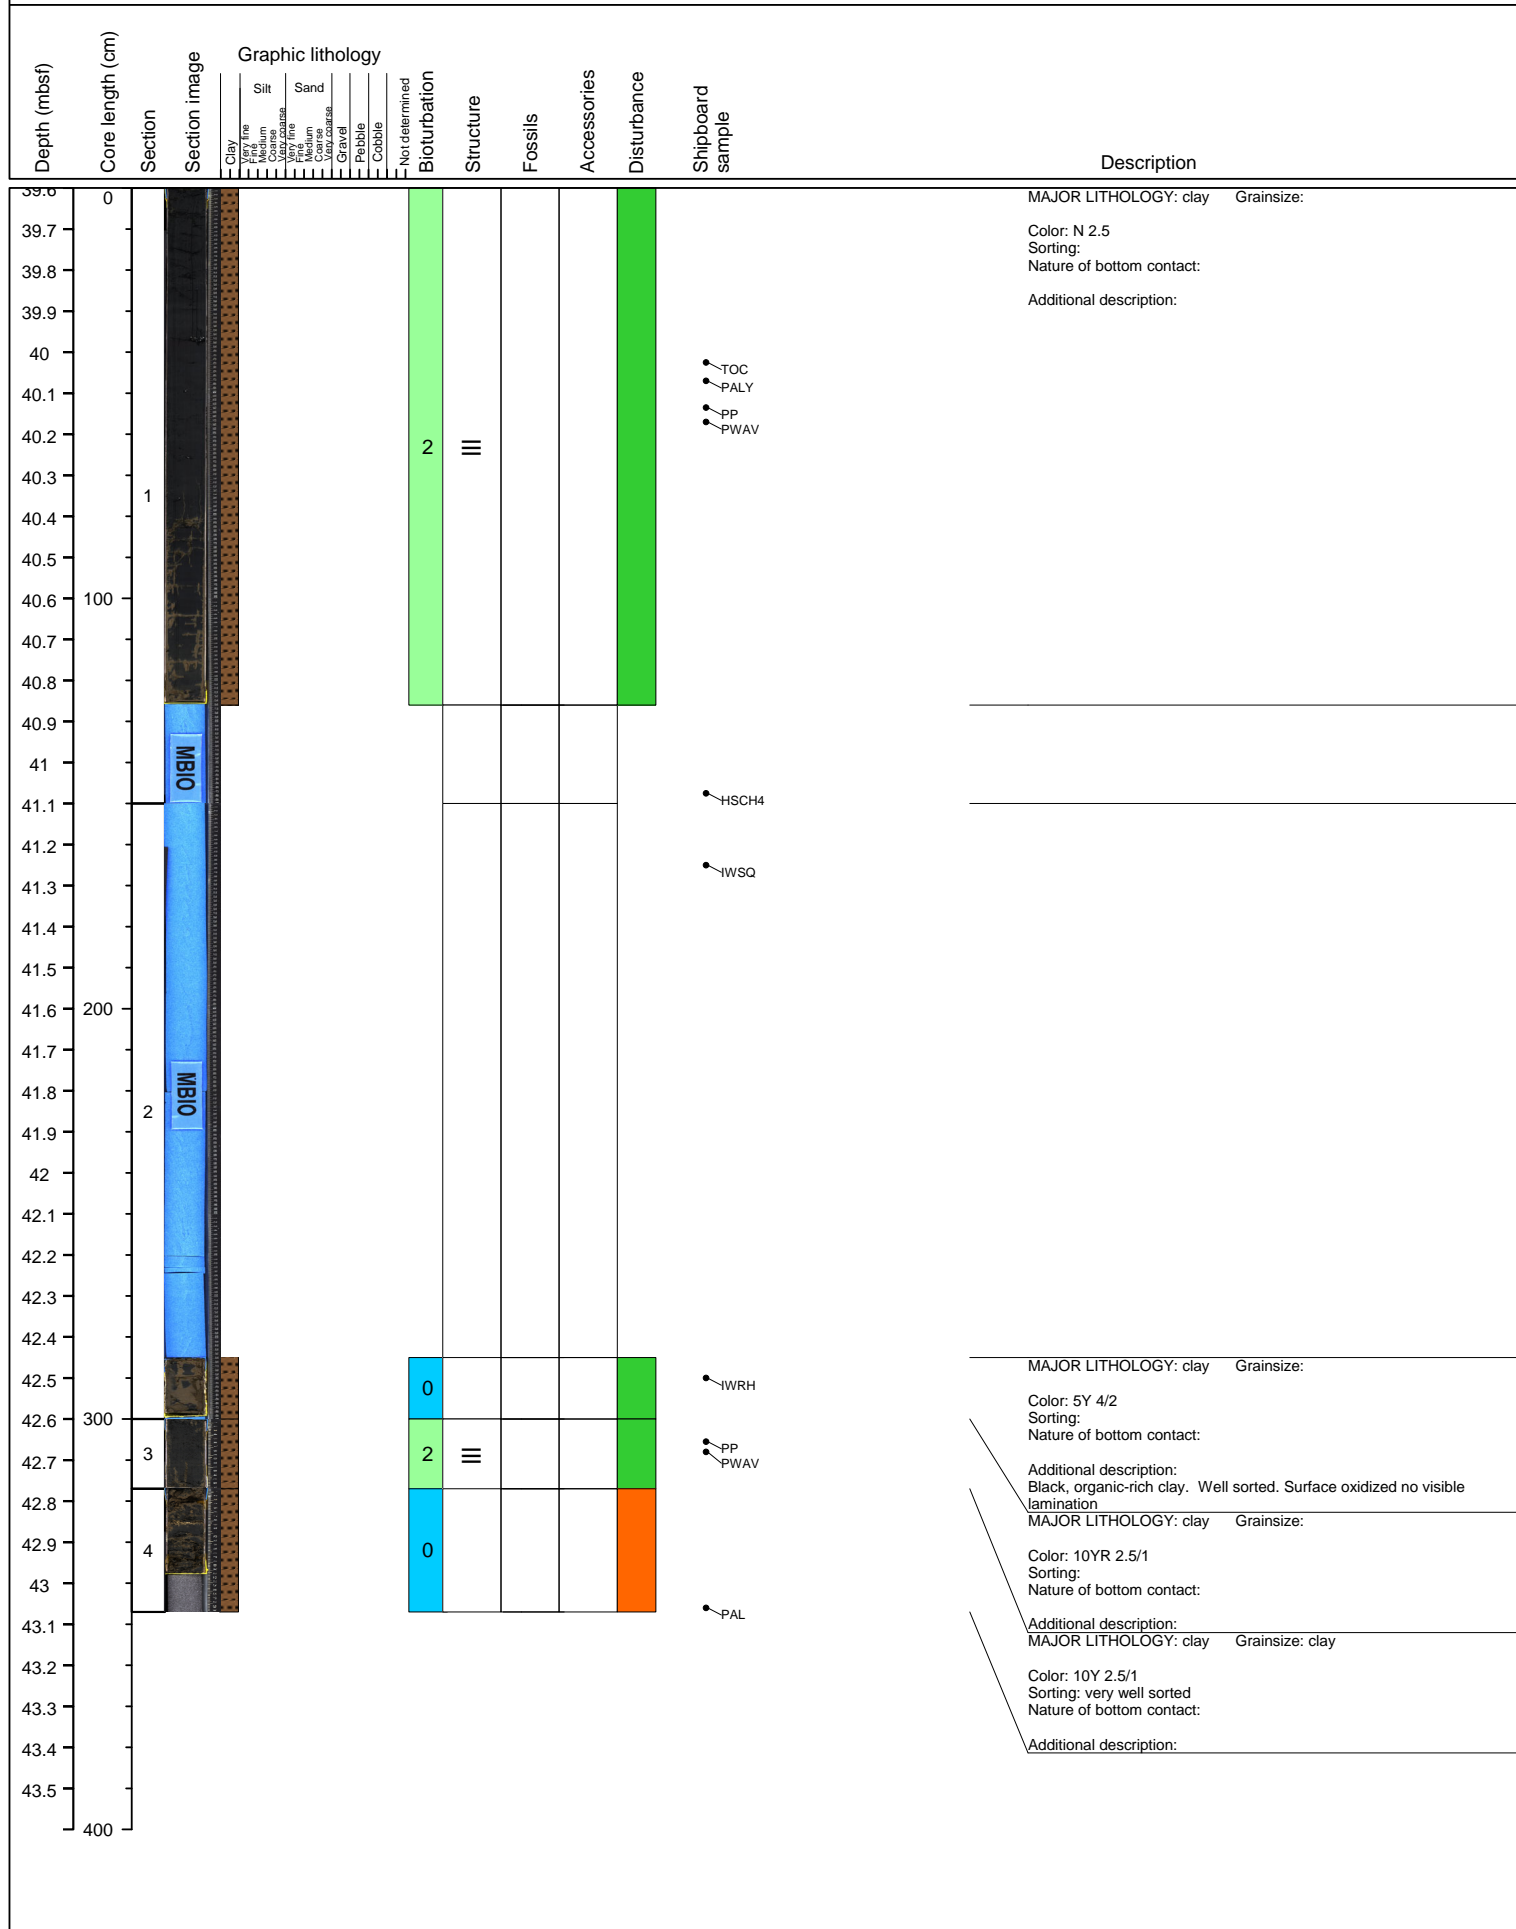 Depth (mbsf)
Core length (cm)
Section
Section image
Graphic lithology
Clay
Silt
Very fine
Fine
Medium
Coarse
Very coarse
Sand
Very fine
Fine
Medium
Coarse
Very coarse
Gravel
Pebble
Cobble
Not determined
Bioturbation
Structure
Fossils
Accessories
Disturbance
Shipboard
sample
Description
39.6
39.7
39.8
39.9
40
40.1
40.2
40.3
40.4
40.5
40.6
40.7
40.8
40.9
41
41.1
41.2
41.3
41.4
41.5
41.6
41.7
41.8
41.9
42
42.1
42.2
42.3
42.4
42.5
42.6
42.7
42.8
42.9
43
43.1
43.2
43.3
43.4
43.5
0
100
200
300
400
1
2
3
4
MBIO
MBIO
2
0
2
0
TOC
PALY
PP
PWAV
HSCH4
IWSQ
IWRH
PP
PWAV
PAL
MAJOR LITHOLOGY: clay Grainsize:
Color: N 2.5
Sorting:
Nature of bottom contact:
Additional description:
MAJOR LITHOLOGY: clay Grainsize:
Color: 5Y 4/2
Sorting:
Nature of bottom contact:
Additional description:
Black, organic-rich clay. Well sorted. Surface oxidized no visible
lamination
MAJOR LITHOLOGY: clay Grainsize:
Color: 10YR 2.5/1
Sorting:
Nature of bottom contact:
Additional description:
MAJOR LITHOLOGY: clay Grainsize: clay
Color: 10Y 2.5/1
Sorting: very well sorted
Nature of bottom contact:
Additional description: